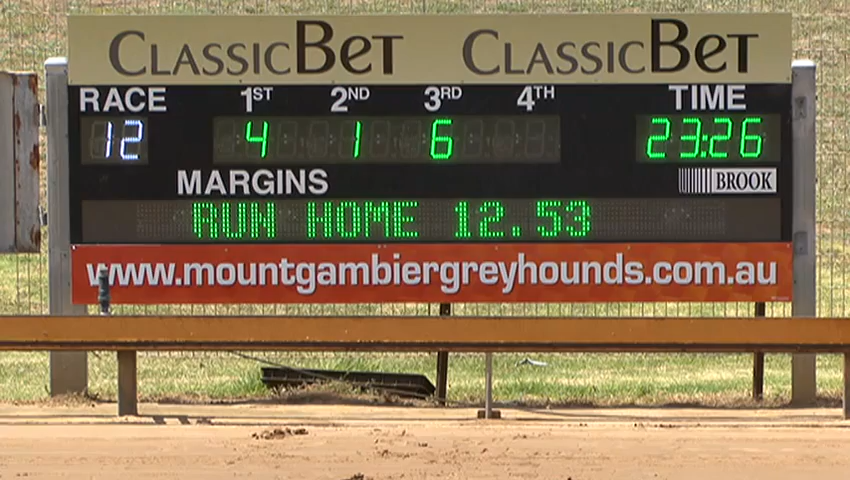 CLASSICBET CLASSICBET
RACE 1ST 2ND 3RD 4TH TIME
12 4 1 6 23:26
MARGINS BROOK
RUN HOME 12.53
www.mountgambiergreyhounds.com.au